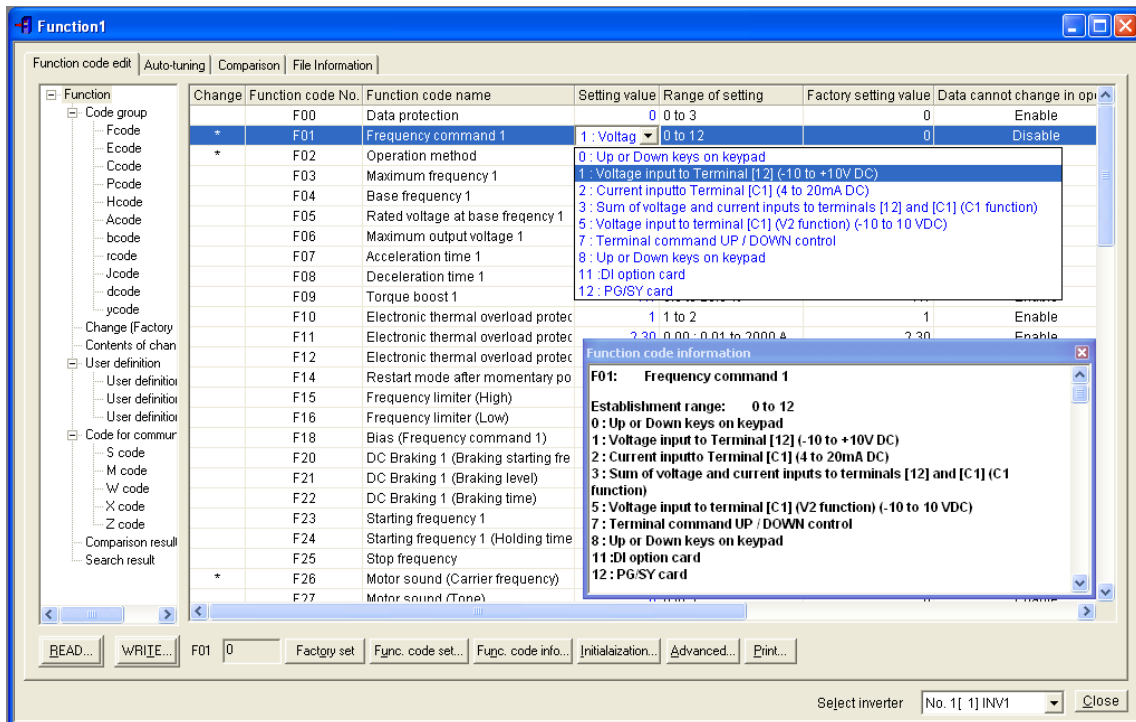 Function1
Function code edit Auto-tuning Comparison File Information
Function
Code group
Fcode
Ecode
Ccode
Pcode
Hcode
Acode
bcode
rcode
Jcode
dcode
ycode
Change (Factory
Contents of chan
User definition
User definition
User definition
User definition
Code for commun
S code
M code
W code
X code
Z code
Comparison result
Search result
Change Function code No. Function code name Setting value Range of setting Factory setting value Data cannot change in op
F00 Data protection 0 0 to 3 0 Enable
* F01 Frequency command 1 1 : Voltag 0 to 12 0 Disable
* F02 Operation method
F03 Maximum frequency 1
F04 Base frequency 1
F05 Rated voltage at base freqency 1
F06 Maximum output voltage 1
F07 Acceleration time 1
F08 Deceleration time 1
F09 Torque boost 1
F10 Electronic thermal overload protec 1 1 to 2 1 Enable
F11 Electronic thermal overload protec 2.30 0.00 ; 0.01 to 2000 A 2.30 Enable
F12 Electronic thermal overload protec
F14 Restart mode after momentary po
F15 Frequency limiter (High)
F16 Frequency limiter (Low)
F18 Bias (Frequency command 1)
F20 DC Braking 1 (Braking starting fre
F21 DC Braking 1 (Braking level)
F22 DC Braking 1 (Braking time)
F23 Starting frequency 1
F24 Starting frequency 1 (Holding time
F25 Stop frequency
* F26 Motor sound (Carrier frequency)
F27 Motor sound (Tone)
0 : Up or Down keys on keypad
1 : Voltage input to Terminal [12] (-10 to +10V DC)
2 : Current inputto Terminal [C1] (4 to 20mA DC)
3 : Sum of voltage and current inputs to terminals [12] and [C1] (C1 function)
5 : Voltage input to terminal [C1] (V2 function) (-10 to 10 VDC)
7 : Terminal command UP / DOWN control
8 : Up or Down keys on keypad
11 :DI option card
12 : PG/SY card
Function code information
F01: Frequency command 1
Establishment range: 0 to 12
0 : Up or Down keys on keypad
1 : Voltage input to Terminal [12] (-10 to +10V DC)
2 : Current inputto Terminal [C1] (4 to 20mA DC)
3 : Sum of voltage and current inputs to terminals [12] and [C1] (C1
function)
5 : Voltage input to terminal [C1] (V2 function) (-10 to 10 VDC)
7 : Terminal command UP / DOWN control
8 : Up or Down keys on keypad
11 :DI option card
12 : PG/SY card
READ... WRITE... F01 0 Factory set Func. code set... Func. code info... Initialaization... Advanced... Print...
Select inverter No. 1[ 1] INV1 Close